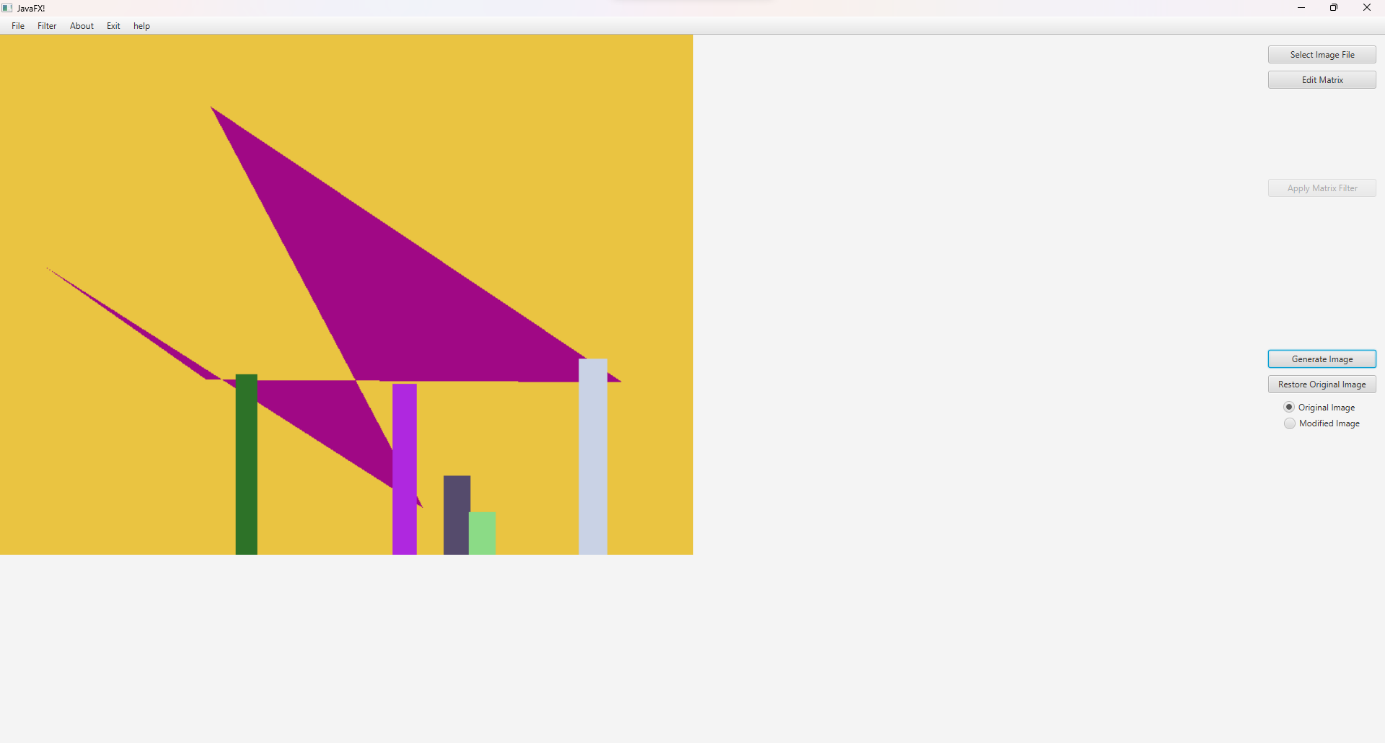 JavaFX!
File Filter About Exit help
Select Image File
Edit Matrix
Apply Matrix Filter
Generate Image
Restore Original Image
Original Image
Modified Image